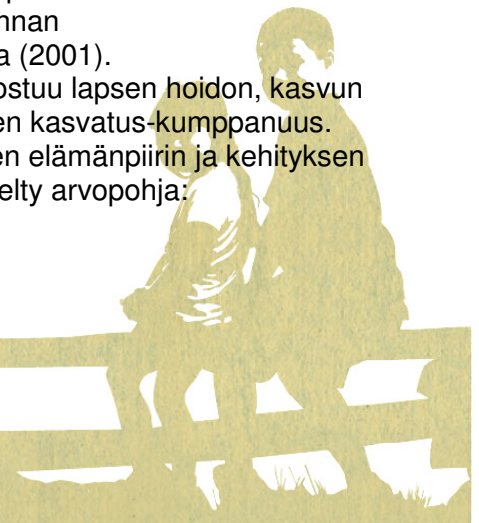 nnan
a (2001).
ostuu lapsen hoidon, kasvun
en kasvatus-kumppanuus.
en elämänpiirin ja kehityksen
elty arvopohja: